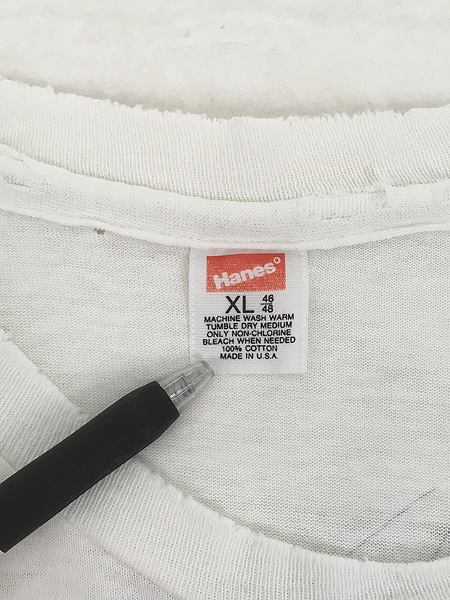 Hanes
XL 46/48
MACHINE WASH WARM
TUMBLE DRY MEDIUM
ONLY NON-CHLORINE
BLEACH WHEN NEEDED
100% COTTON
MADE IN U.S.A.